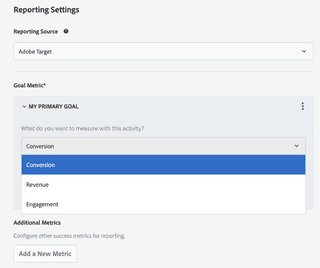 Reporting Settings
Reporting Source
Adobe Target
Goal Metric*
MY PRIMARY GOAL
What do you want to measure with this activity?
Conversion
Conversion
Revenue
Engagement
Additional Metrics
Configure other success metrics for reporting.
Add a New Metric